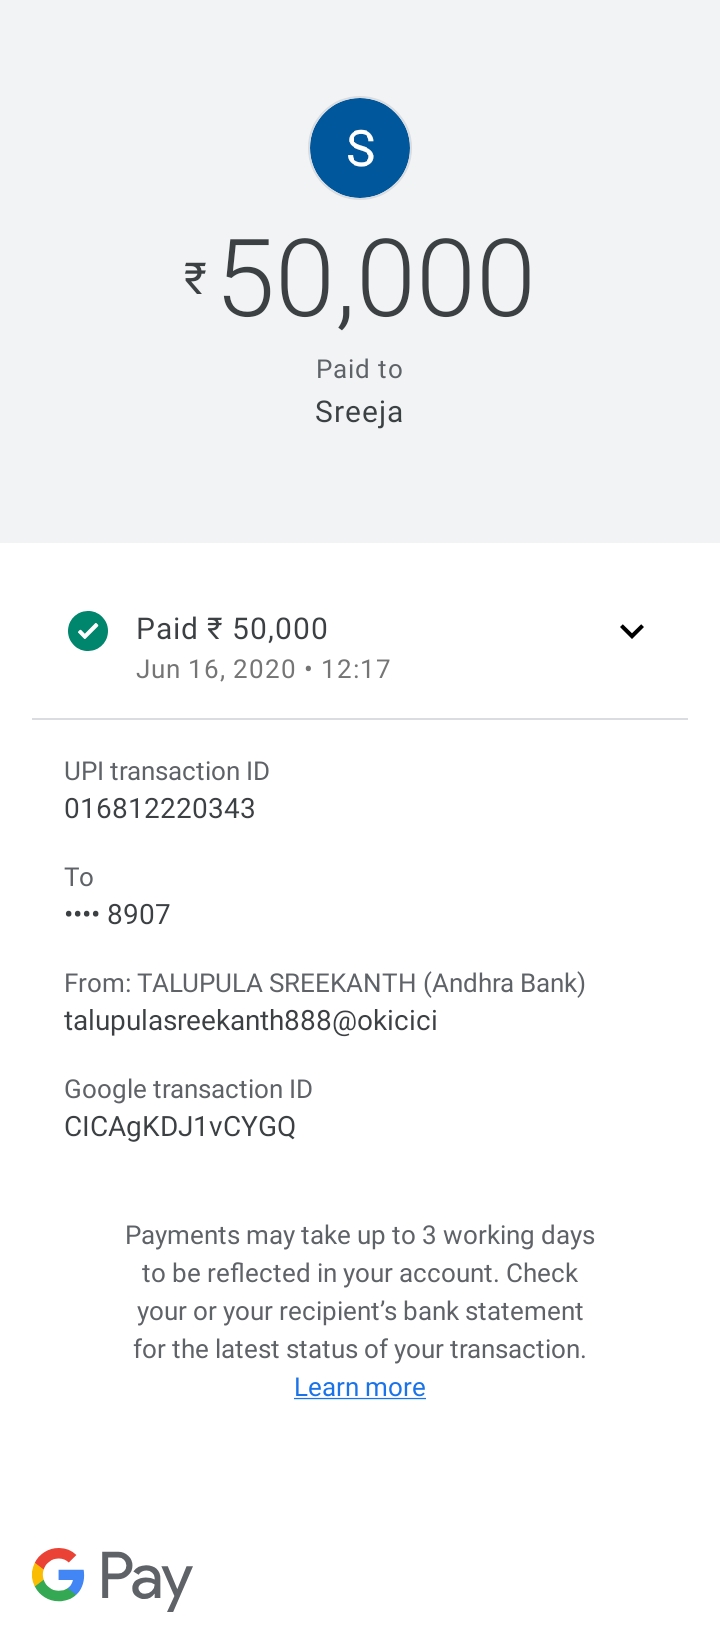 S
₹50,000
Paid to
Sreeja
Paid ₹ 50,000
Jun 16, 2020 • 12:17
UPI transaction ID
016812220343
To
•••• 8907
From: TALUPULA SREEKANTH (Andhra Bank)
talupulasreekanth888@okicici
Google transaction ID
CICAgKDJ1vCYGQ
Payments may take up to 3 working days
to be reflected in your account. Check
your or your recipient’s bank statement
for the latest status of your transaction.
Learn more
G Pay